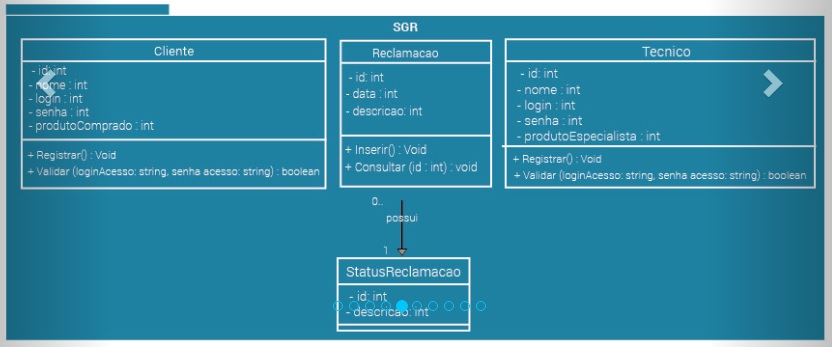 SGR
Cliente
- id: int
- nome : int
- login : int
- senha : int
- produtoComprado : int
+ Registrar() : Void
+ Validar (loginAcesso: string, senha acesso: string) : boolean
Reclamacao
- id: int
- data : int
- descricao: int
+ Inserir() : Void
+ Consultar (id : int) : void
Tecnico
- id: int
- nome : int
- login : int
- senha : int
- produtoEspecialista : int
+ Registrar() : Void
+ Validar (loginAcesso: string, senha acesso: string) : boolean
0..
possui
1
StatusReclamacao
- id: int
- descricao: int